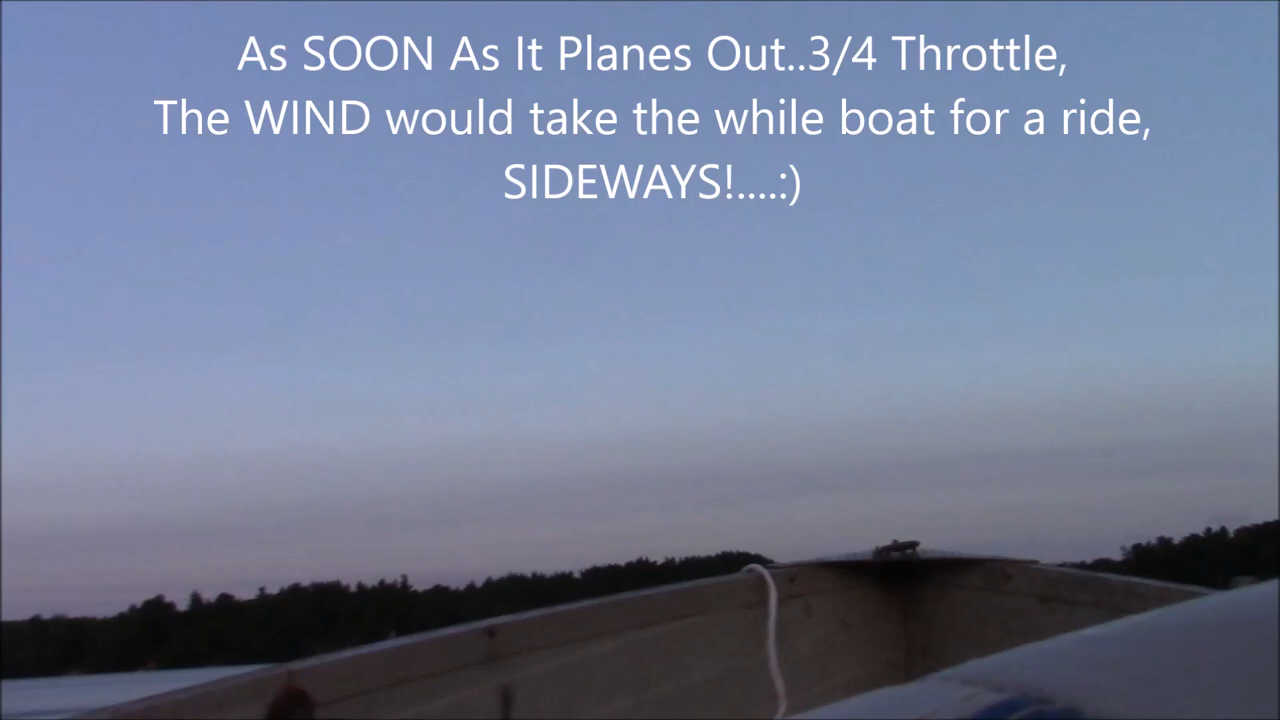 As SOON As It Planes Out..3/4 Throttle,
The WIND would take the while boat for a ride,
SIDEWAYS!....:)